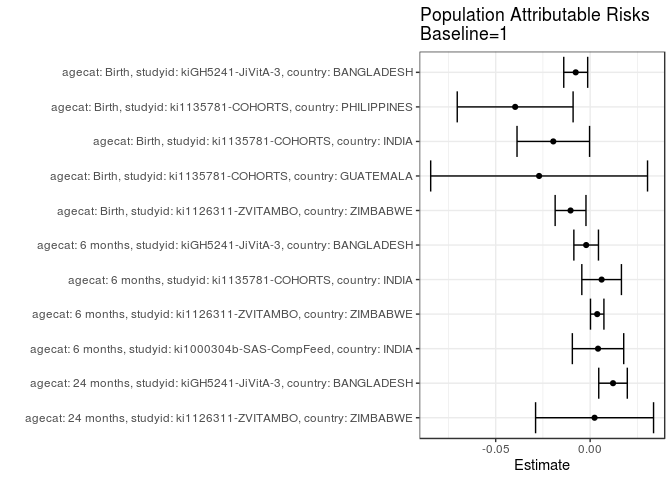 Population Attributable Risks
Baseline=1
agecat: Birth, studyid: kiGH5241-JiVitA-3, country: BANGLADESH
agecat: Birth, studyid: ki1135781-COHORTS, country: PHILIPPINES
agecat: Birth, studyid: ki1135781-COHORTS, country: INDIA
agecat: Birth, studyid: ki1135781-COHORTS, country: GUATEMALA
agecat: Birth, studyid: ki1126311-ZVITAMBO, country: ZIMBABWE
agecat: 6 months, studyid: kiGH5241-JiVitA-3, country: BANGLADESH
agecat: 6 months, studyid: ki1135781-COHORTS, country: INDIA
agecat: 6 months, studyid: ki1126311-ZVITAMBO, country: ZIMBABWE
agecat: 6 months, studyid: ki1000304b-SAS-CompFeed, country: INDIA
agecat: 24 months, studyid: kiGH5241-JiVitA-3, country: BANGLADESH
agecat: 24 months, studyid: ki1126311-ZVITAMBO, country: ZIMBABWE
-0.05 0.00
Estimate